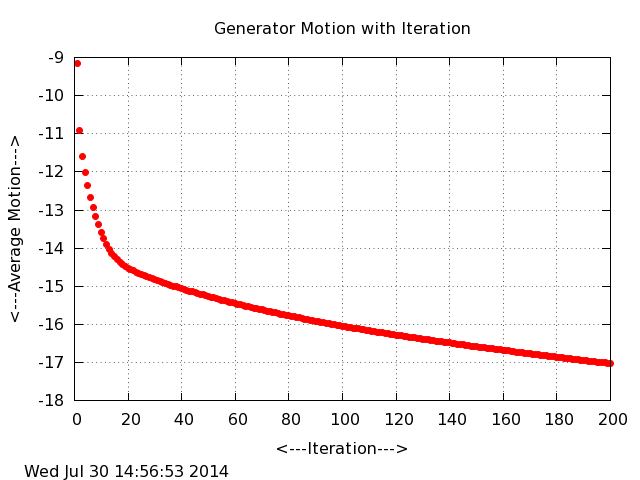 Generator Motion with Iteration
-9
-10
-11
-12
-13
-14
-15
-16
-17
-18
<---Average Motion--->
0 20 40 60 80 100 120 140 160 180 200
<---Iteration--->
Wed Jul 30 14:56:53 2014